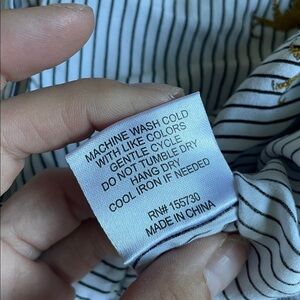 MACHINE WASH COLD
WITH LIKE COLORS
GENTLE CYCLE
DO NOT TUMBLE DRY
HANG DRY
COOL IRON IF NEEDED
RN# 155730
MADE IN CHINA